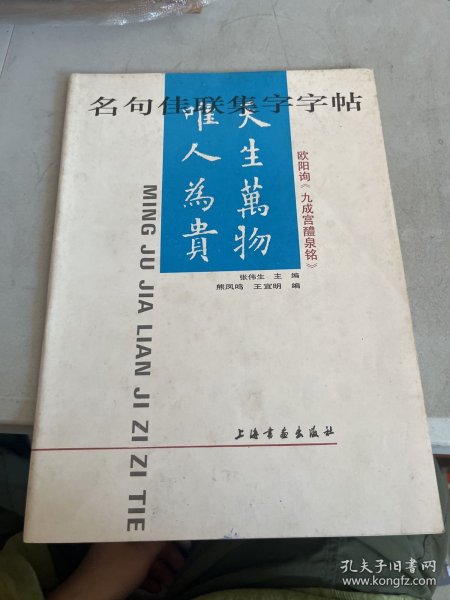 名句佳联集字字帖
天生萬物
唯人為貴
欧阳询《九成宫醴泉铭》
张伟生 主编
熊凤鸣 王宜明 编
MING JU JIA LIAN JI ZI ZI TIE
上海书画出版社
孔夫子旧书网
www.kongfz.com